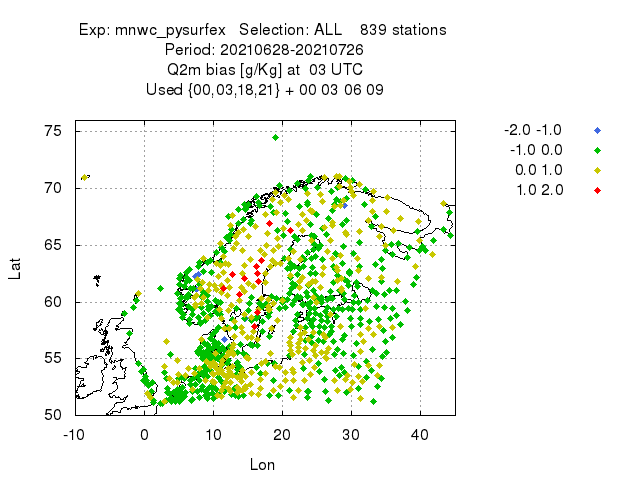 Exp: mnwc_pysurfex   Selection: ALL    839 stations
Period: 20210628-20210726
Q2m bias [g/Kg] at  03 UTC
Used {00,03,18,21} + 00 03 06 09
-2.0 -1.0
-1.0 0.0
0.0 1.0
1.0 2.0
75
70
65
60
55
50
Lat
-10 0 10 20 30 40
Lon